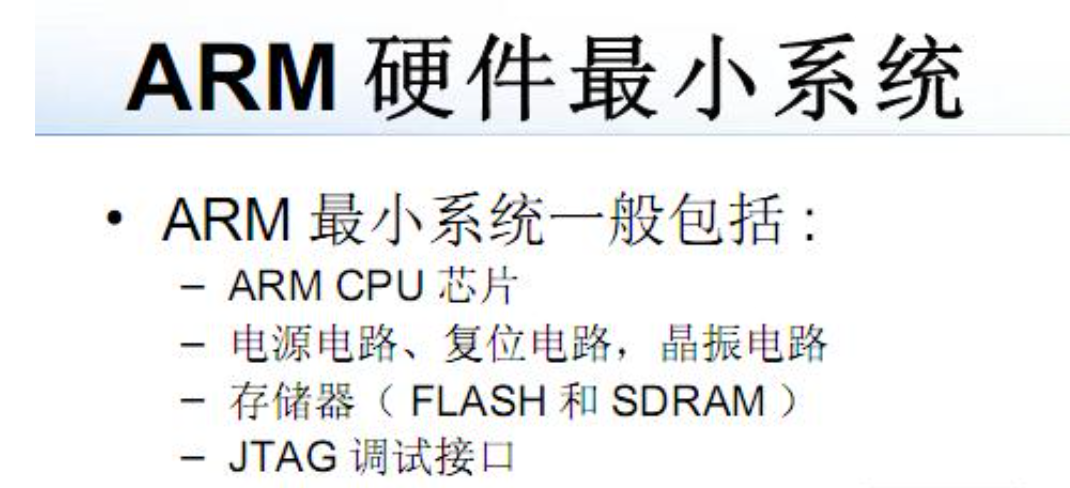 ARM 硬件最小系统
• ARM 最小系统一般包括：
– ARM CPU 芯片
– 电源电路、复位电路，晶振电路
– 存储器（ FLASH 和 SDRAM ）
– JTAG 调试接口